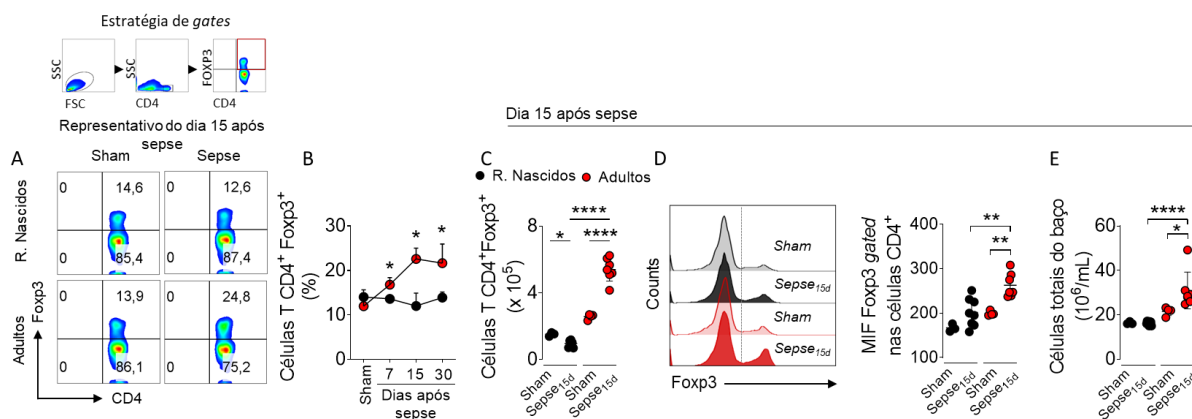 Estratégia de gates
SSC
FSC
SSC
CD4
FOXP3
CD4
Representativo do dia 15 após
sepse
Dia 15 após sepse
A
Sham
Sepse
R. Nascidos
0
14,6
85,4
0
12,6
87,4
Adultos
0
13,9
86,1
0
24,8
75,2
Foxp3
CD4
B
Células T CD4+ Foxp3+
(%)
30
20
10
0
*
*
*
Sham
7
15
30
Dias após
sepse
R. Nascidos
Adultos
C
Células T CD4+Foxp3+
(x 10⁵)
8
4
0
****
*
****
Sham
Sepse15d
Sham
Sepse15d
D
Counts
Sham
Sepse15d
Sham
Sepse15d
Foxp3
MIF Foxp3 gated
nas células CD4+
400
300
200
100
**
**
Sham
Sepse15d
Sham
Sepse15d
E
Células totais do baço
(10⁶/mL)
60
40
20
0
****
*
Sham
Sepse15d
Sham
Sepse15d